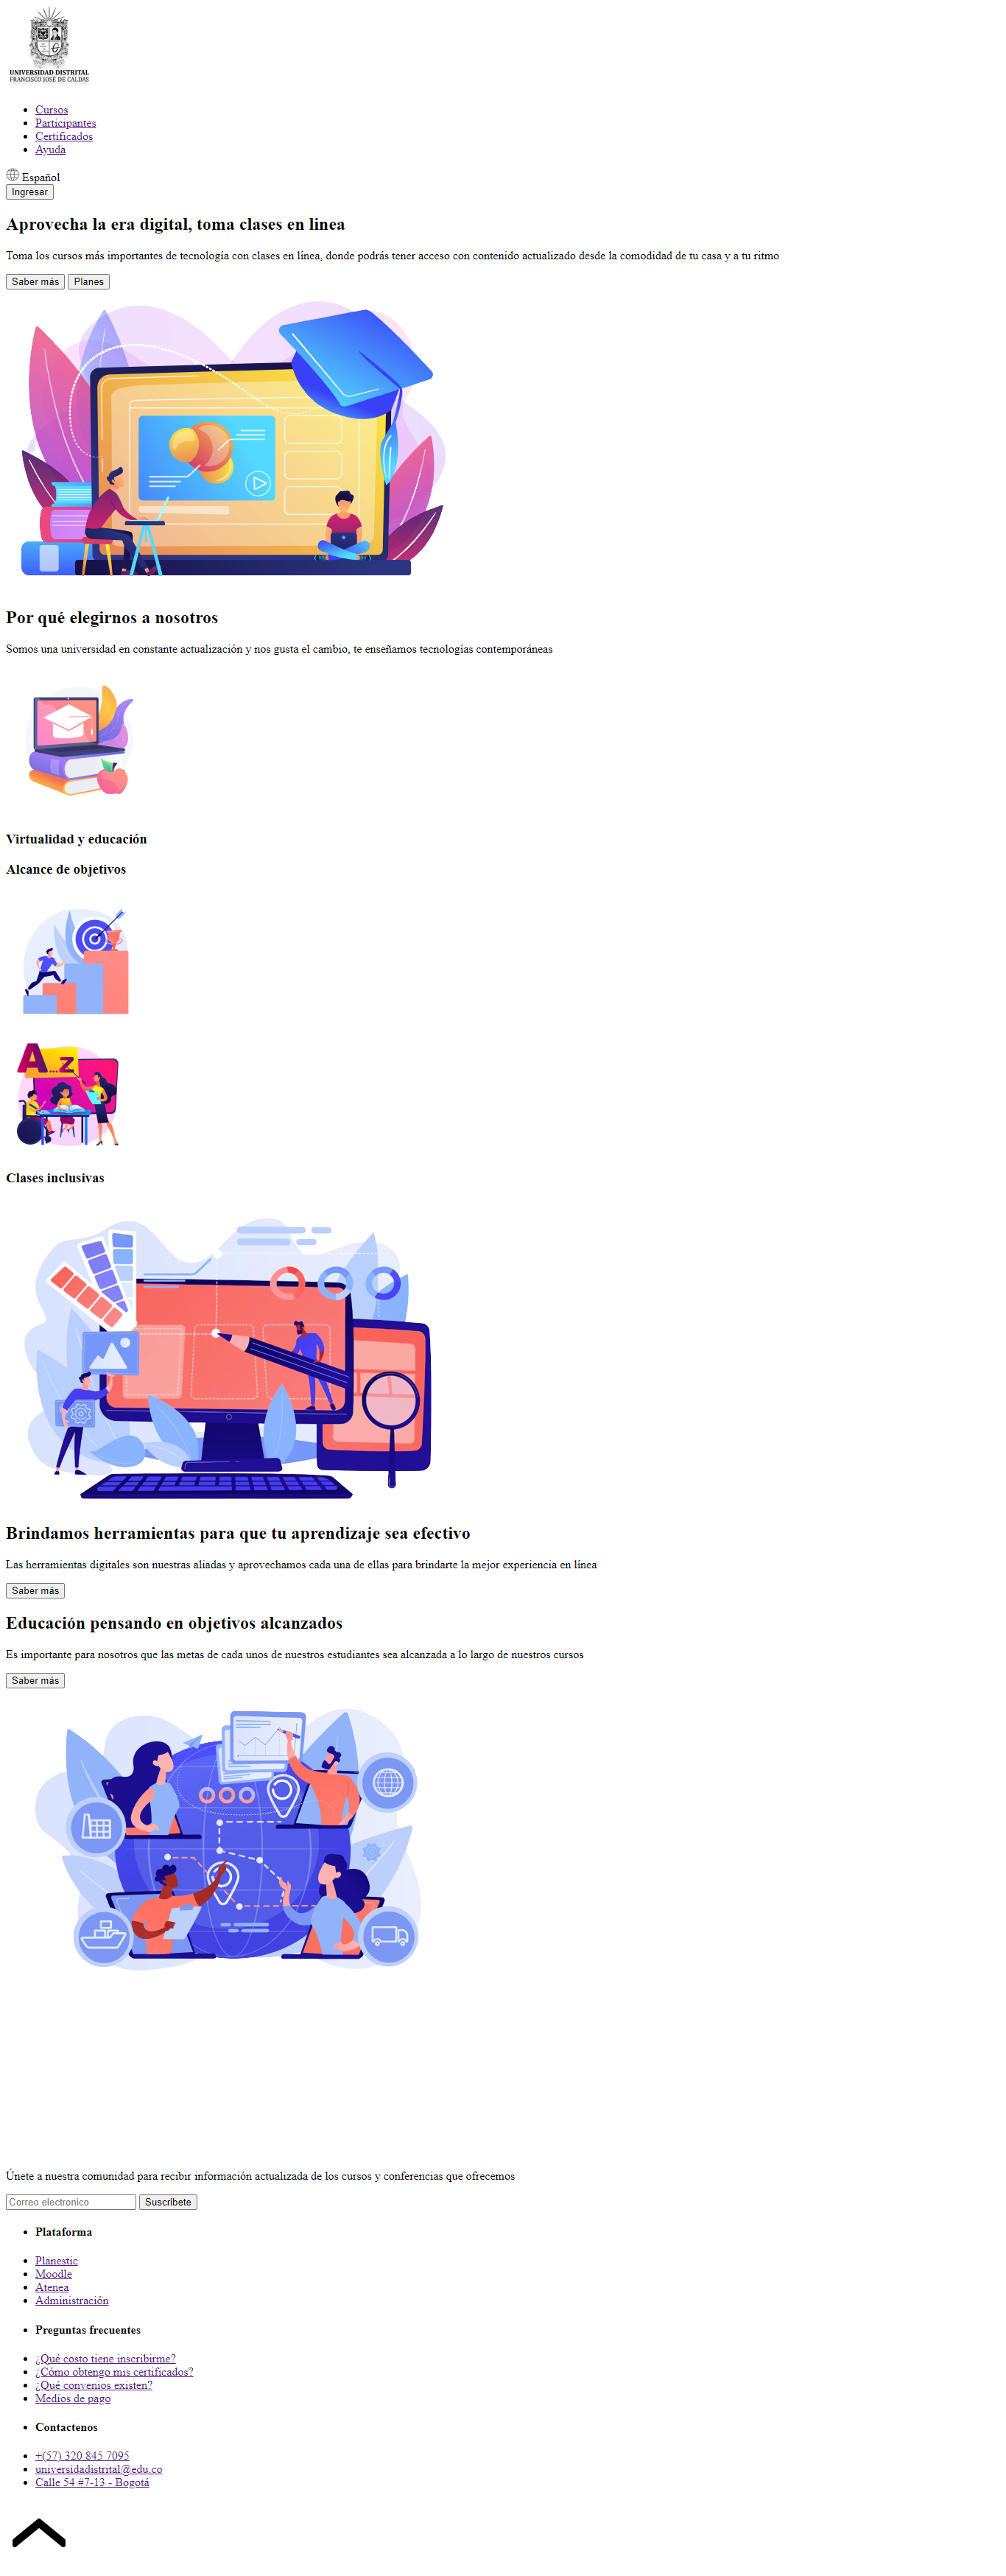 UNIVERSIDAD DISTRITAL
FRANCISCO JOSÉ DE CALDAS
Cursos
Participantes
Certificados
Ayuda
Español
Ingresar
Aprovecha la era digital, toma clases en linea
Toma los cursos más importantes de tecnología con clases en línea, donde podrás tener acceso con contenido actualizado desde la comodidad de tu casa y a tu ritmo
Saber más Planes
Por qué elegirnos a nosotros
Somos una universidad en constante actualización y nos gusta el cambio, te enseñamos tecnologías contemporáneas
Virtualidad y educación
Alcance de objetivos
A...Z
Clases inclusivas
Brindamos herramientas para que tu aprendizaje sea efectivo
Las herramientas digitales son nuestras aliadas y aprovechamos cada una de ellas para brindarte la mejor experiencia en línea
Saber más
Educación pensando en objetivos alcanzados
Es importante para nosotros que las metas de cada unos de nuestros estudiantes sea alcanzada a lo largo de nuestros cursos
Saber más
Únete a nuestra comunidad para recibir información actualizada de los cursos y conferencias que ofrecemos
Correo electronico Suscribete
Plataforma
Planestic
Moodle
Atenea
Administración
Preguntas frecuentes
¿Qué costo tiene inscribirme?
¿Cómo obtengo mis certificados?
¿Qué convenios existen?
Medios de pago
Contactenos
+(57) 320 845 7095
universidadistrital@edu.co
Calle 54 #7-13 - Bogotá